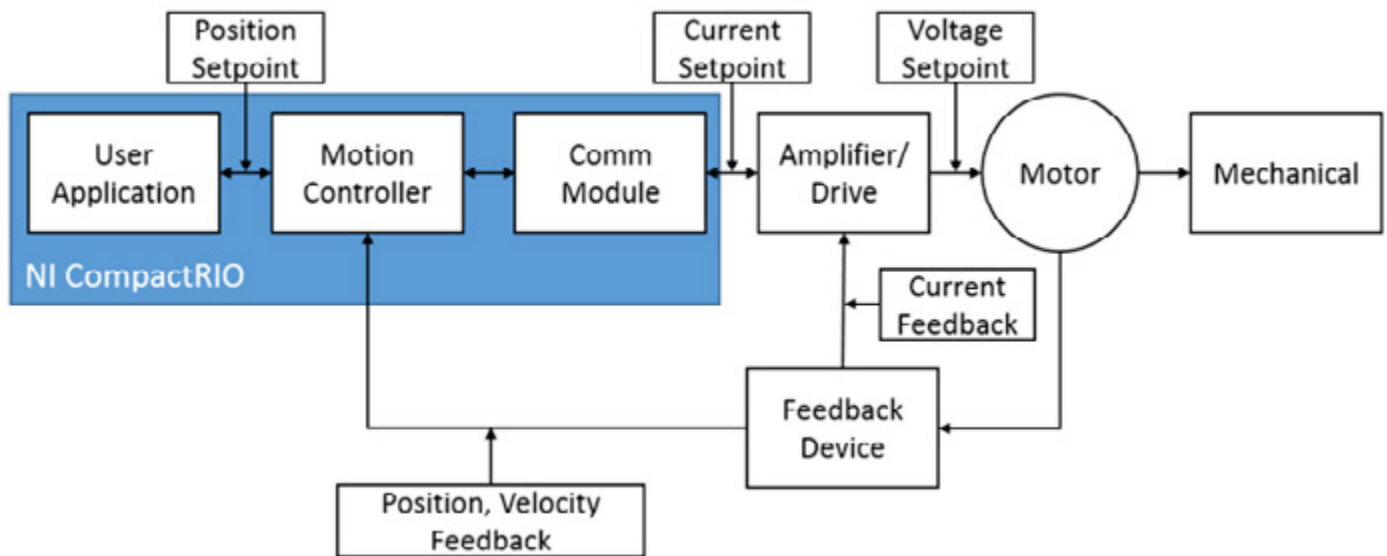 Position
Setpoint
Current
Setpoint
Voltage
Setpoint
User
Application
Motion
Controller
Comm
Module
Amplifier/
Drive
Motor
Mechanical
NI CompactRIO
Current
Feedback
Feedback
Device
Position, Velocity
Feedback